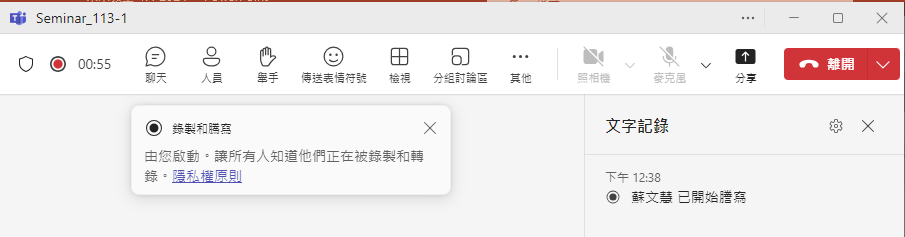 Seminar_113-1
00:55
聊天
人員
舉手
傳送表情符號
檢視
分組討論區
其他
照相機
麥克風
分享
離開
錄製和謄寫
由您啟動。讓所有人知道他們正在被錄製和轉
錄。隱私權原則
文字記錄
下午 12:38
蘇文慧 已開始謄寫